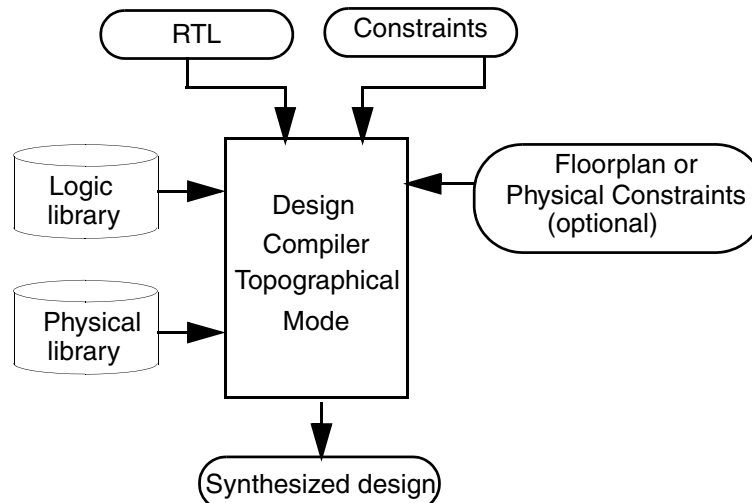 RTL
Constraints
Logic
library
Design
Compiler
Topographical
Mode
Floorplan or
Physical Constraints
(optional)
Physical
library
Synthesized design